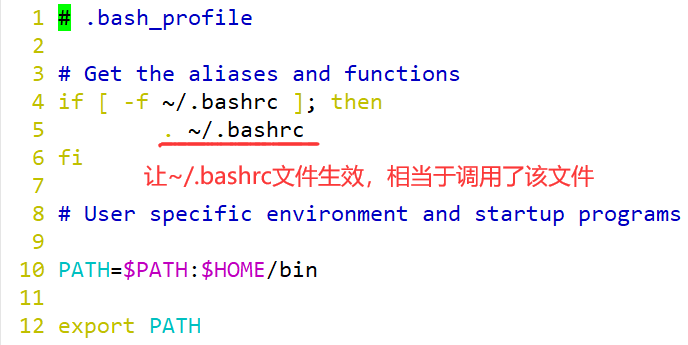 1 # .bash_profile
2
3 # Get the aliases and functions
4 if [ -f ~/.bashrc ]; then
5         . ~/.bashrc
6 fi
让~/.bashrc文件生效，相当于调用了该文件
7
8 # User specific environment and startup programs
9
10 PATH=$PATH:$HOME/bin
11
12 export PATH